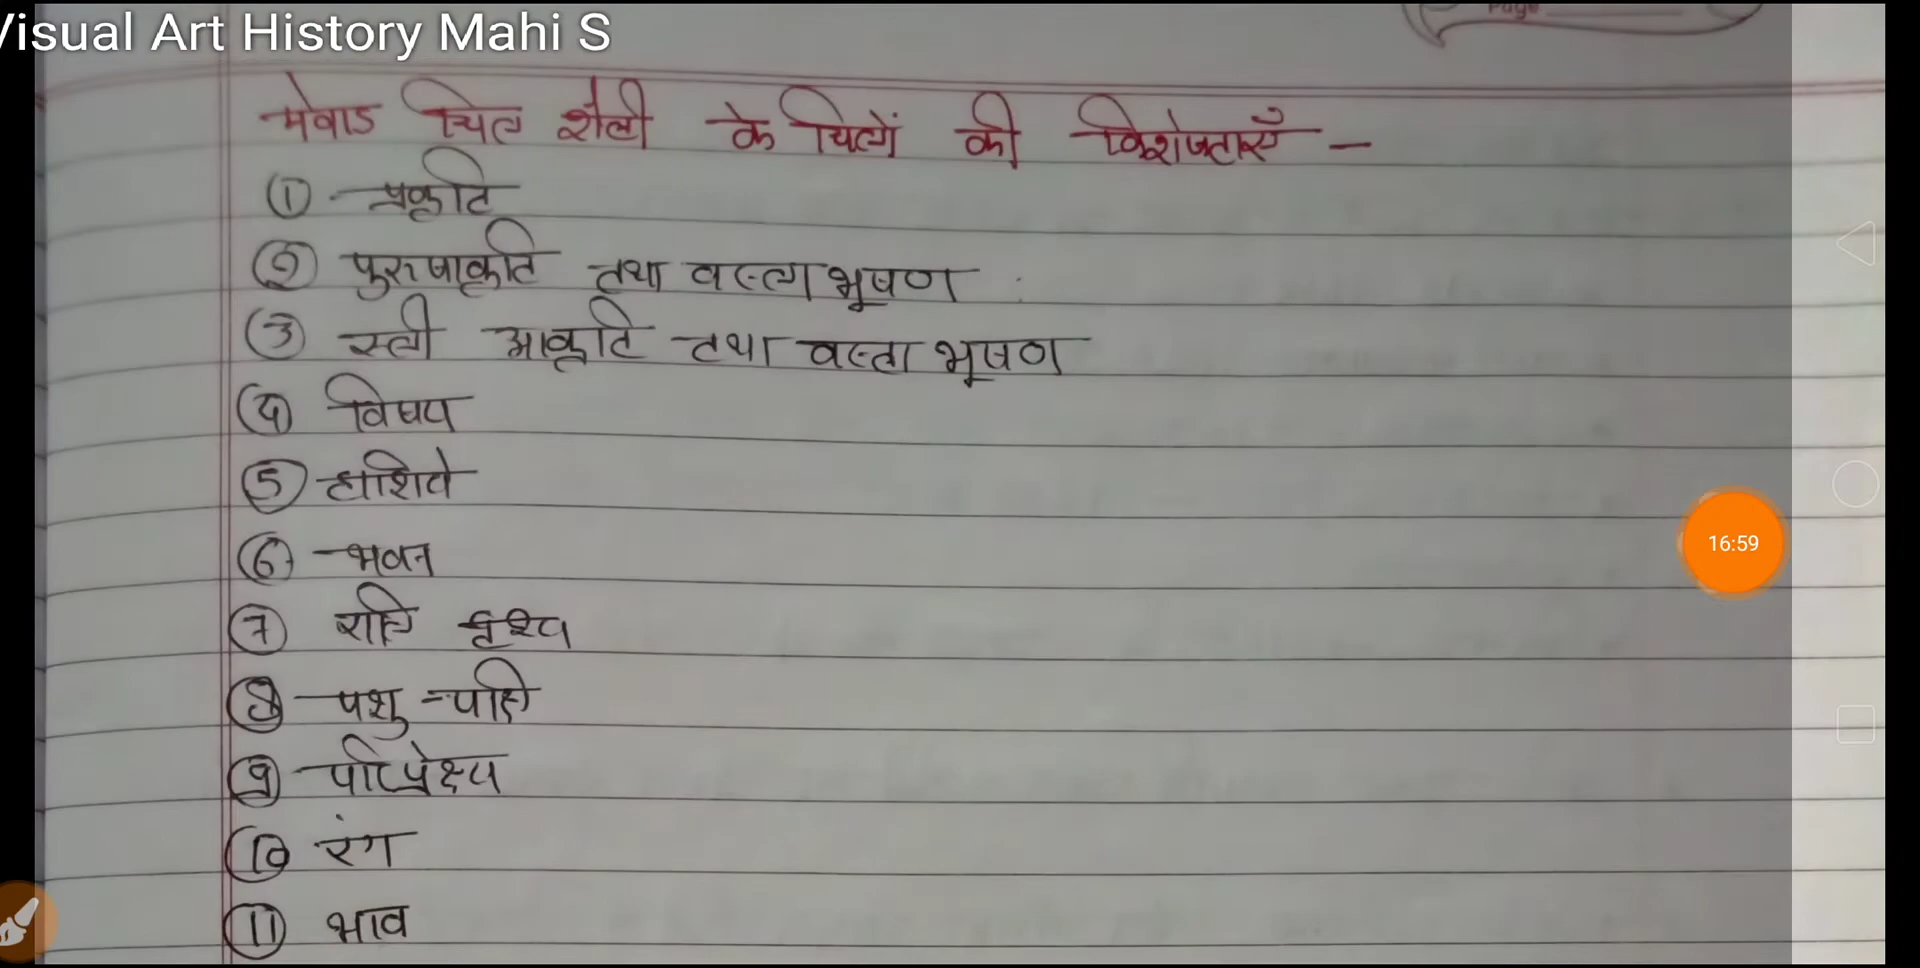 Visual Art History Mahi S
Page
मेवाड चित्र शैली के चित्रों की विशेषताएँ –
① प्रकृति
② पुरुषाकृति तथा वस्त्राभूषण
③ स्त्री आकृति तथा वस्त्राभूषण
④ विषय
⑤ हाशिये
⑥ भवन
⑦ रात्रि दृश्य
⑧ पशु-पक्षि
⑨ परिप्रेक्ष्य
⑩ रंग
⑪ भाव
16:59